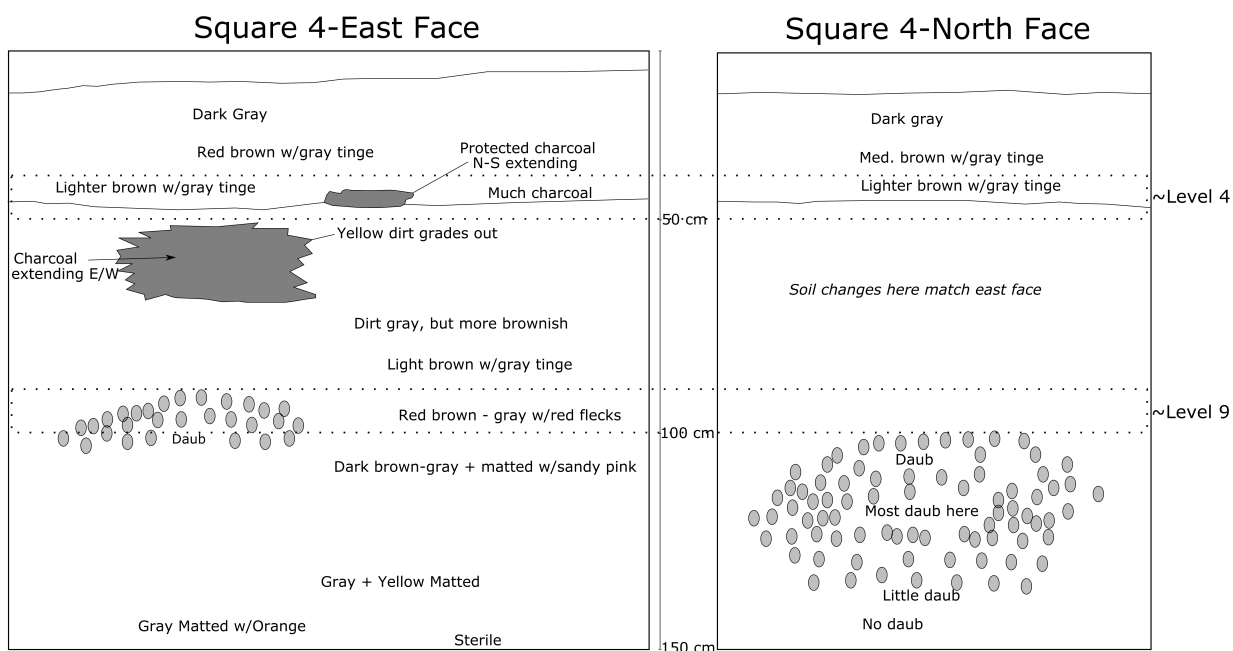 Square 4-East Face
Square 4-North Face
Dark Gray
Red brown w/gray tinge
Protected charcoal
N-S extending
Lighter brown w/gray tinge
Much charcoal
Yellow dirt grades out
Charcoal
extending E/W
Dirt gray, but more brownish
Light brown w/gray tinge
Red brown - gray w/red flecks
Daub
Dark brown-gray + matted w/sandy pink
Gray + Yellow Matted
Gray Matted w/Orange
Sterile
50 cm
100 cm
150 cm
Dark gray
Med. brown w/gray tinge
Lighter brown w/gray tinge
~Level 4
Soil changes here match east face
~Level 9
Daub
Most daub here
Little daub
No daub